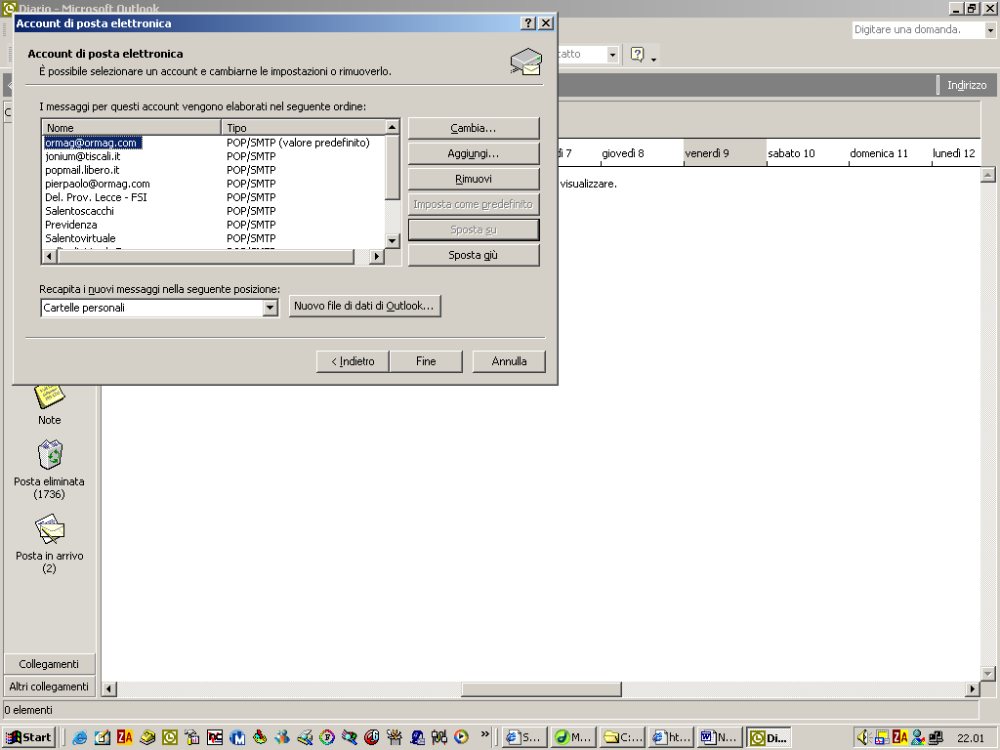 Diario - Microsoft Outlook
Account di posta elettronica
Digitare una domanda.
Account di posta elettronica
È possibile selezionare un account e cambiarne le impostazioni o rimuoverlo.
Indirizzo
I messaggi per questi account vengono elaborati nel seguente ordine:
Nome Tipo
ormag@ormag.com POP/SMTP (valore predefinito)
jonium@tiscali.it POP/SMTP
popmail.libero.it POP/SMTP
pierpaolo@ormag.com POP/SMTP
Del. Prov. Lecce - FSI POP/SMTP
Salentoscacchi POP/SMTP
Previdenza POP/SMTP
Salentovirtuale POP/SMTP
Cambia...
Aggiungi...
Rimuovi
Imposta come predefinito
Sposta su
Sposta giù
7 giovedì 8 venerdì 9 sabato 10 domenica 11 lunedì 12
visualizzare.
Recapita i nuovi messaggi nella seguente posizione:
Cartelle personali
Nuovo file di dati di Outlook...
< Indietro Fine Annulla
Note
Posta eliminata
(1736)
Posta in arrivo
(2)
Collegamenti
Altri collegamenti
0 elementi
Start S... M... C:... ht... N... Di... 22.01